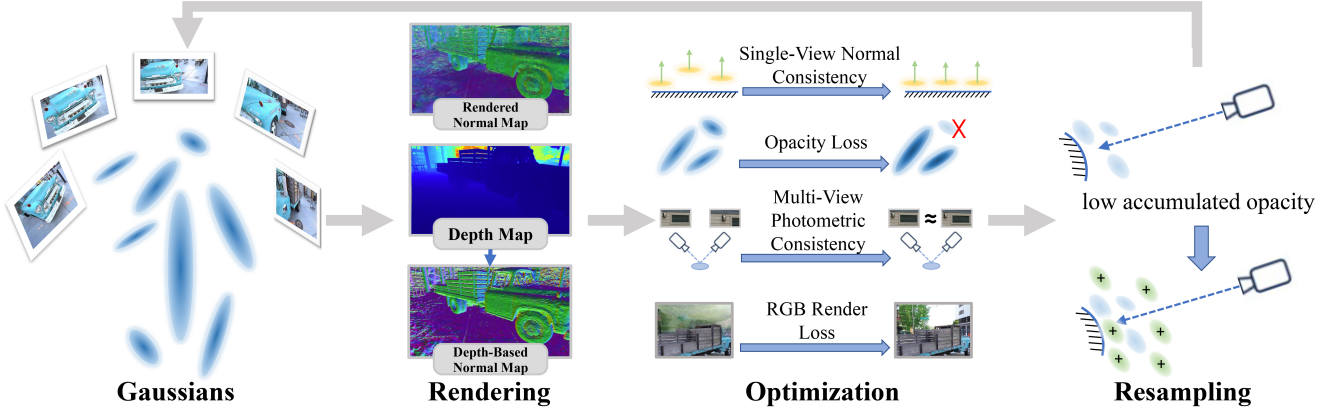 Rendered
Normal Map
Depth Map
Depth-Based
Normal Map
Single-View Normal
Consistency
Opacity Loss
X
Multi-View
Photometric
Consistency
≈
RGB Render
Loss
low accumulated opacity
+
+
+
+
+
+
Gaussians
Rendering
Optimization
Resampling